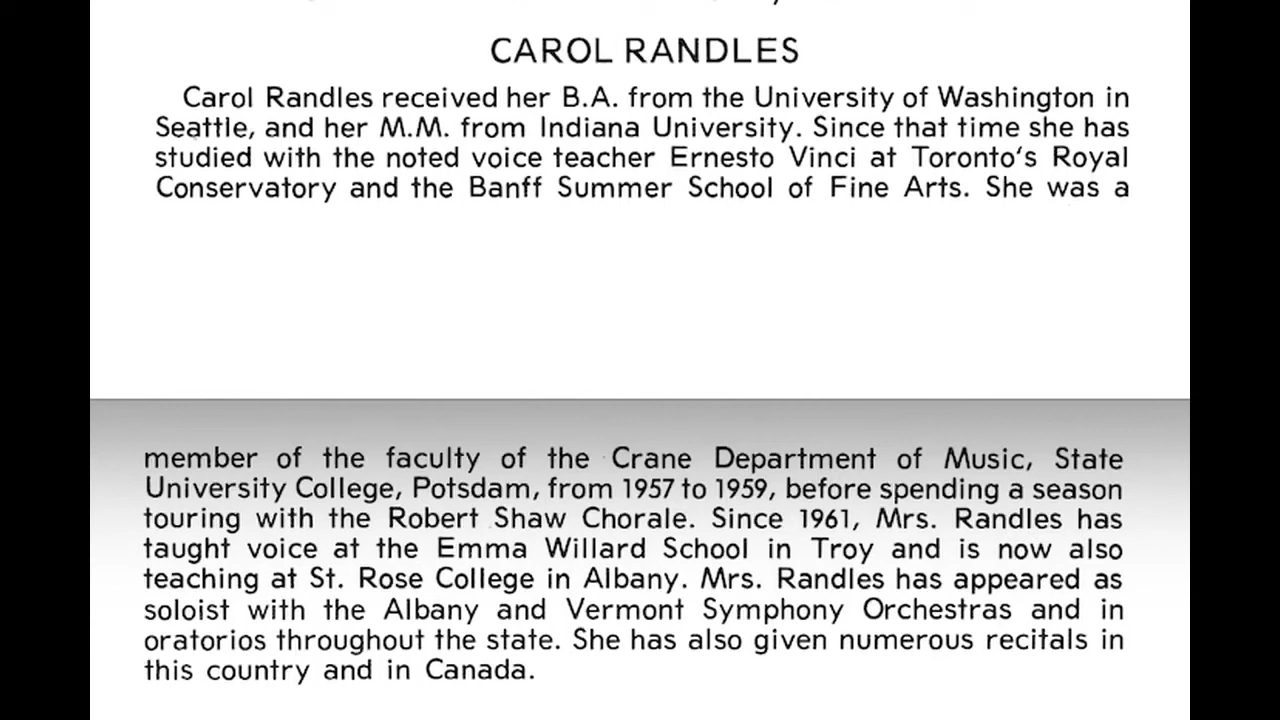 CAROL RANDLES
Carol Randles received her B.A. from the University of Washington in
Seattle, and her M.M. from Indiana University. Since that time she has
studied with the noted voice teacher Ernesto Vinci at Toronto's Royal
Conservatory and the Banff Summer School of Fine Arts. She was a
member of the faculty of the Crane Department of Music, State
University College, Potsdam, from 1957 to 1959, before spending a season
touring with the Robert Shaw Chorale. Since 1961, Mrs. Randles has
taught voice at the Emma Willard School in Troy and is now also
teaching at St. Rose College in Albany. Mrs. Randles has appeared as
soloist with the Albany and Vermont Symphony Orchestras and in
oratorios throughout the state. She has also given numerous recitals in
this country and in Canada.